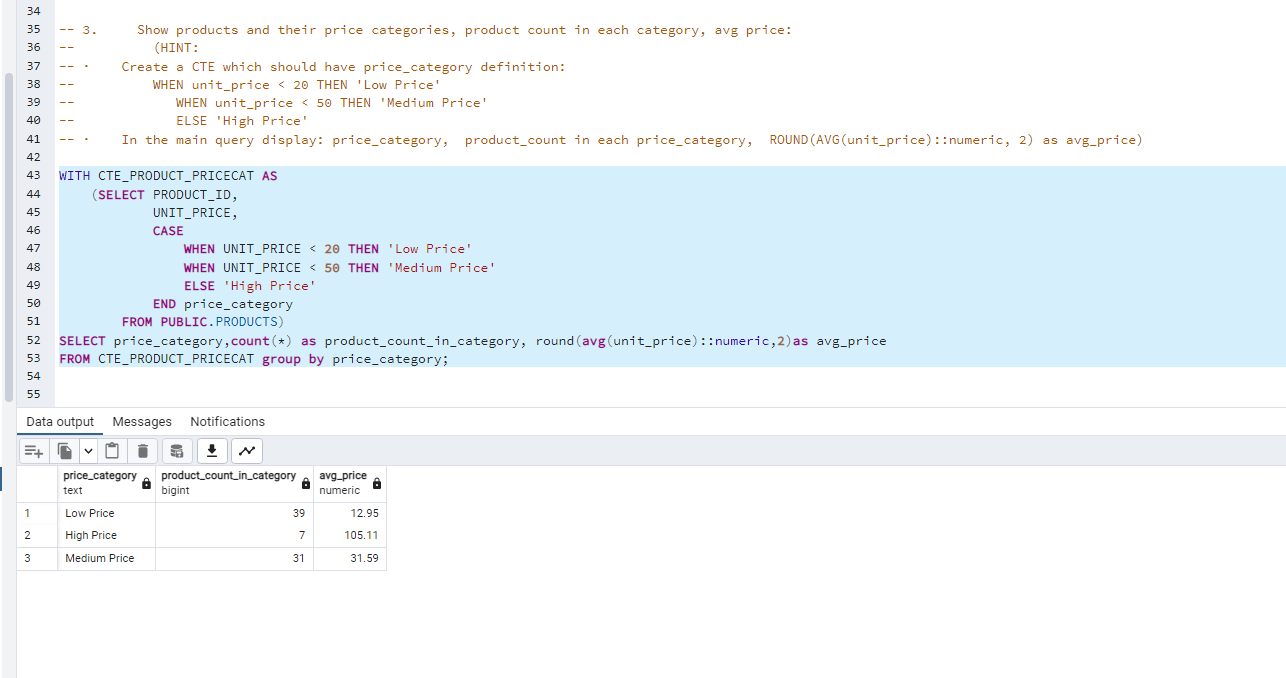 34
35 -- 3.     Show products and their price categories, product count in each category, avg price:
36 --          (HINT:
37 -- ·    Create a CTE which should have price_category definition:
38 --          WHEN unit_price < 20 THEN 'Low Price'
39 --             WHEN unit_price < 50 THEN 'Medium Price'
40 --             ELSE 'High Price'
41 -- ·    In the main query display: price_category,  product_count in each price_category,  ROUND(AVG(unit_price)::numeric, 2) as avg_price)
42
43 WITH CTE_PRODUCT_PRICECAT AS
44     (SELECT PRODUCT_ID,
45             UNIT_PRICE,
46             CASE
47                 WHEN UNIT_PRICE < 20 THEN 'Low Price'
48                 WHEN UNIT_PRICE < 50 THEN 'Medium Price'
49                 ELSE 'High Price'
50             END price_category
51         FROM PUBLIC.PRODUCTS)
52 SELECT price_category,count(*) as product_count_in_category, round(avg(unit_price)::numeric,2)as avg_price
53 FROM CTE_PRODUCT_PRICECAT group by price_category;
54
55
Data output Messages Notifications
price_category product_count_in_category avg_price
text bigint numeric
1 Low Price 39 12.95
2 High Price 7 105.11
3 Medium Price 31 31.59